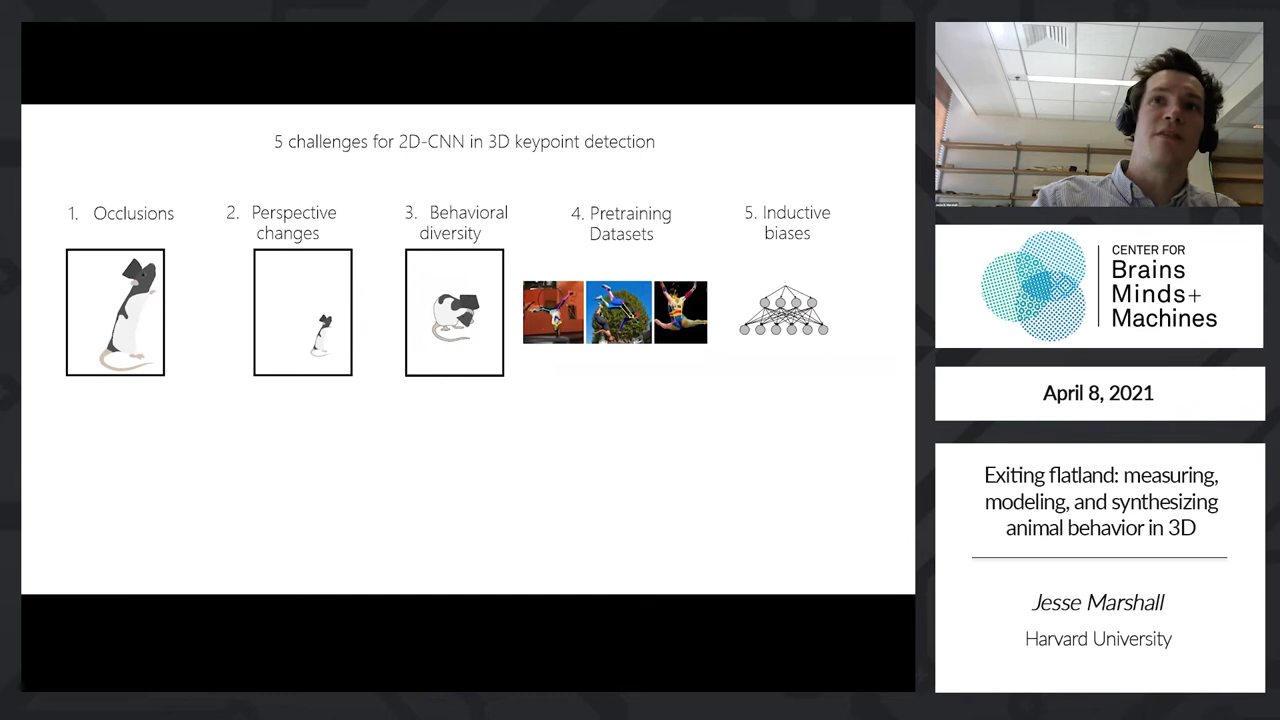 5 challenges for 2D-CNN in 3D keypoint detection
1. Occlusions
2. Perspective
changes
3. Behavioral
diversity
4. Pretraining
Datasets
5. Inductive
biases
CENTER FOR
Brains
Minds+
Machines
April 8, 2021
Exiting flatland: measuring,
modeling, and synthesizing
animal behavior in 3D
Jesse Marshall
Harvard University